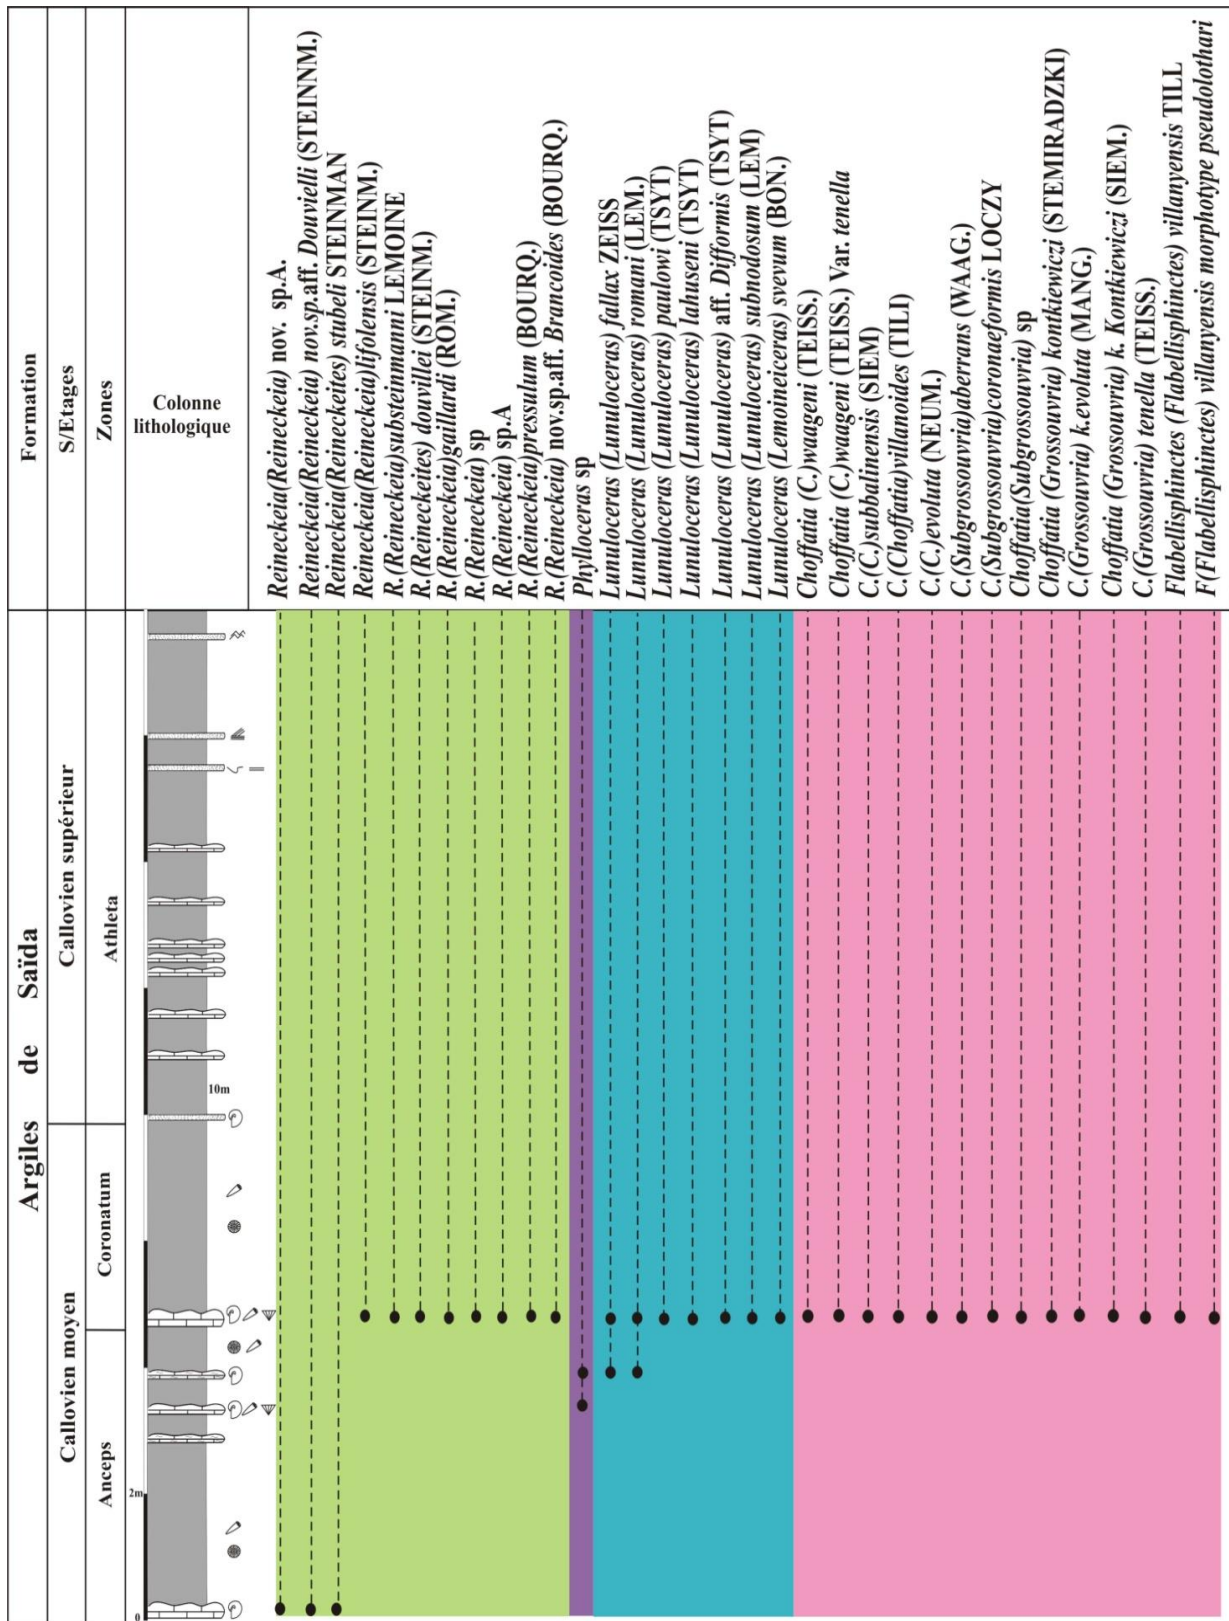 Formation
S/Etages
Zones
Colonne
lithologique
Reineckeia(Reineckeia) nov. sp.A.
Reineckeia(Reineckeia) nov.sp.aff. Douvielli (STEINNM.)
Reineckeia(Reineckeites) stubeli STEINMAN
Reineckeia(Reineckeia)lifolensis (STEINM.)
R.(Reineckeia)substeinmanni LEMOINE
R.(Reineckeites) douvillei (STEINM.)
R.(Reineckeia)gaillardi (ROM.)
R.(Reineckeia) sp
R.(Reineckeia) sp.A
R.(Reineckeia)pressulum (BOURQ.)
R.(Reineckeia) nov.sp.aff. Brancoides (BOURQ.)
Phylloceras sp
Lunuloceras (Lunuloceras) fallax ZEISS
Lunuloceras (Lunuloceras) romani (LEM.)
Lunuloceras (Lunuloceras) paulowi (TSYT)
Lunuloceras (Lunuloceras) lahuseni (TSYT)
Lunuloceras (Lunuloceras) aff. Difformis (TSYT)
Lunuloceras (Lunuloceras) subnodosum (LEM)
Lunuloceras (Lemoineiceras) svevum (BON.)
Choffatia (C.)waageni (TEISS.)
Choffatia (C.)waageni (TEISS.) Var. tenella
C.(C.)subbalinensis (SIEM)
C.(Choffatia)villanoides (TILI)
C.(C.)evoluta (NEUM.)
C.(Subgrossouvria)aberrans (WAAG.)
C.(Subgrossouvria)coronaeformis LOCZY
Choffatia(Subgrossouvria) sp
Choffatia (Grossouvria) kontkiewiczi (STEMIRADZKI)
C.(Grossouvria) k.evoluta (MANG.)
Choffatia (Grossouvria) k. Kontkiewiczi (SIEM.)
C.(Grossouvria) tenella (TEISS.)
Flabellisphinctes (Flabellisphinctes) villanyensis TILL
F(Flabellisphinctes) villanyensis morphotype pseudolothari
Argiles de Saïda
Callovien supérieur
Athleta
10m
Callovien moyen
Coronatum
Anceps
2m
0